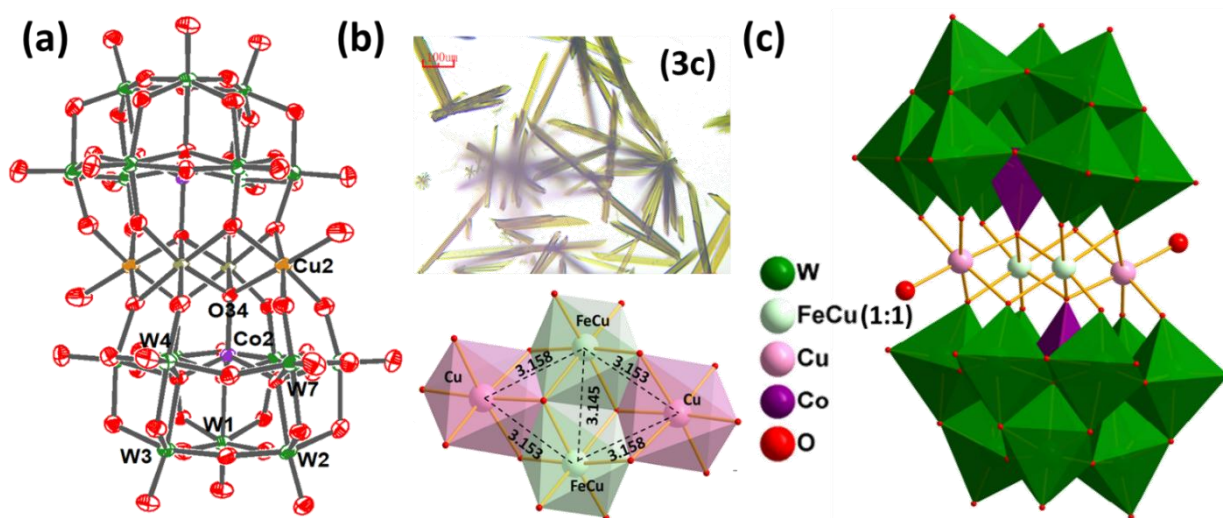 (a)
Cu2
O34
W4
Co2
W7
W1
W3
W2
(b)
100um
(3c)
FeCu
3.158
3.153
Cu
3.145
Cu
3.153
3.158
FeCu
(c)
W
FeCu (1:1)
Cu
Co
O